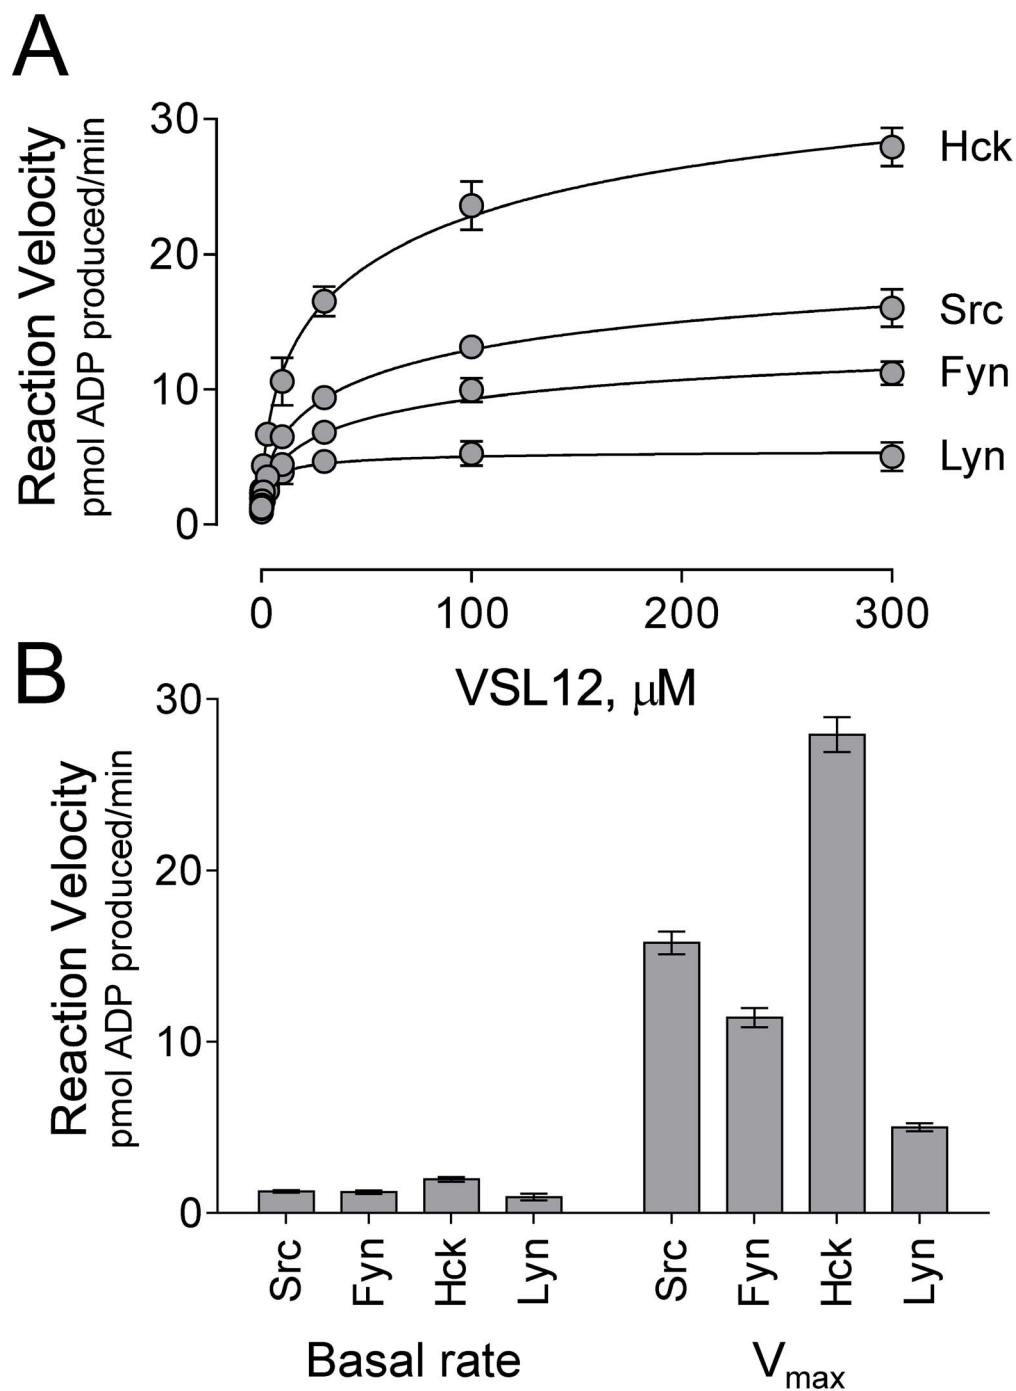 A
Reaction Velocity
pmol ADP produced/min
30
20
10
0
Hck
Src
Fyn
Lyn
0 100 200 300
VSL12, μM
B
Reaction Velocity
pmol ADP produced/min
30
20
10
0
Src Fyn Hck Lyn Src Fyn Hck Lyn
Basal rate Vmax